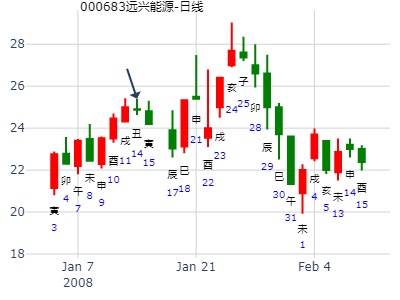 000683远兴能源-日线
28
26
24
22
20
18
寅
3
卯
4
午
7
未
8
申
9
酉
10
戌
11
丑
14
寅
15
辰
17
巳
18
申
21
酉
22
戌
23
亥
24
子
25
卯
28
辰
29
巳
30
午
31
未
1
戌
4
亥
5
未
13
申
14
酉
15
Jan 7
2008
Jan 21
Feb 4